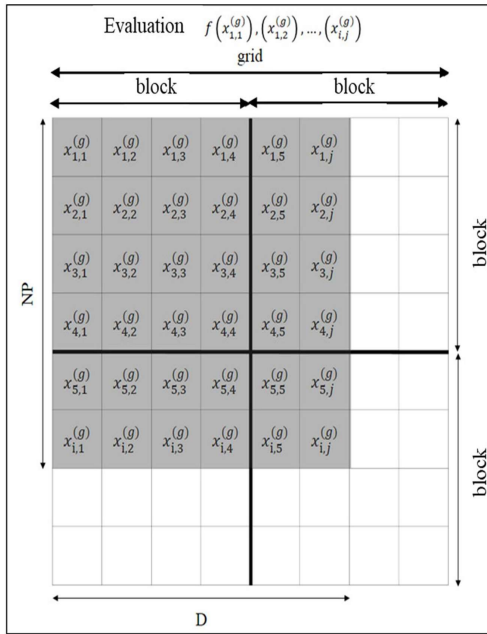 Evaluation f(x_{1,1}^{(g)}), (x_{1,2}^{(g)}), ..., (x_{i,j}^{(g)})
grid
block block
x_{1,1}^{(g)} x_{1,2}^{(g)} x_{1,3}^{(g)} x_{1,4}^{(g)} x_{1,5}^{(g)} x_{1,j}^{(g)}
x_{2,1}^{(g)} x_{2,2}^{(g)} x_{2,3}^{(g)} x_{2,4}^{(g)} x_{2,5}^{(g)} x_{2,j}^{(g)}
block
x_{3,1}^{(g)} x_{3,2}^{(g)} x_{3,3}^{(g)} x_{3,4}^{(g)} x_{3,5}^{(g)} x_{3,j}^{(g)}
NP
x_{4,1}^{(g)} x_{4,2}^{(g)} x_{4,3}^{(g)} x_{4,4}^{(g)} x_{4,5}^{(g)} x_{4,j}^{(g)}
x_{5,1}^{(g)} x_{5,2}^{(g)} x_{5,3}^{(g)} x_{5,4}^{(g)} x_{5,5}^{(g)} x_{5,j}^{(g)}
x_{i,1}^{(g)} x_{i,2}^{(g)} x_{i,3}^{(g)} x_{i,4}^{(g)} x_{i,5}^{(g)} x_{i,j}^{(g)}
block
D